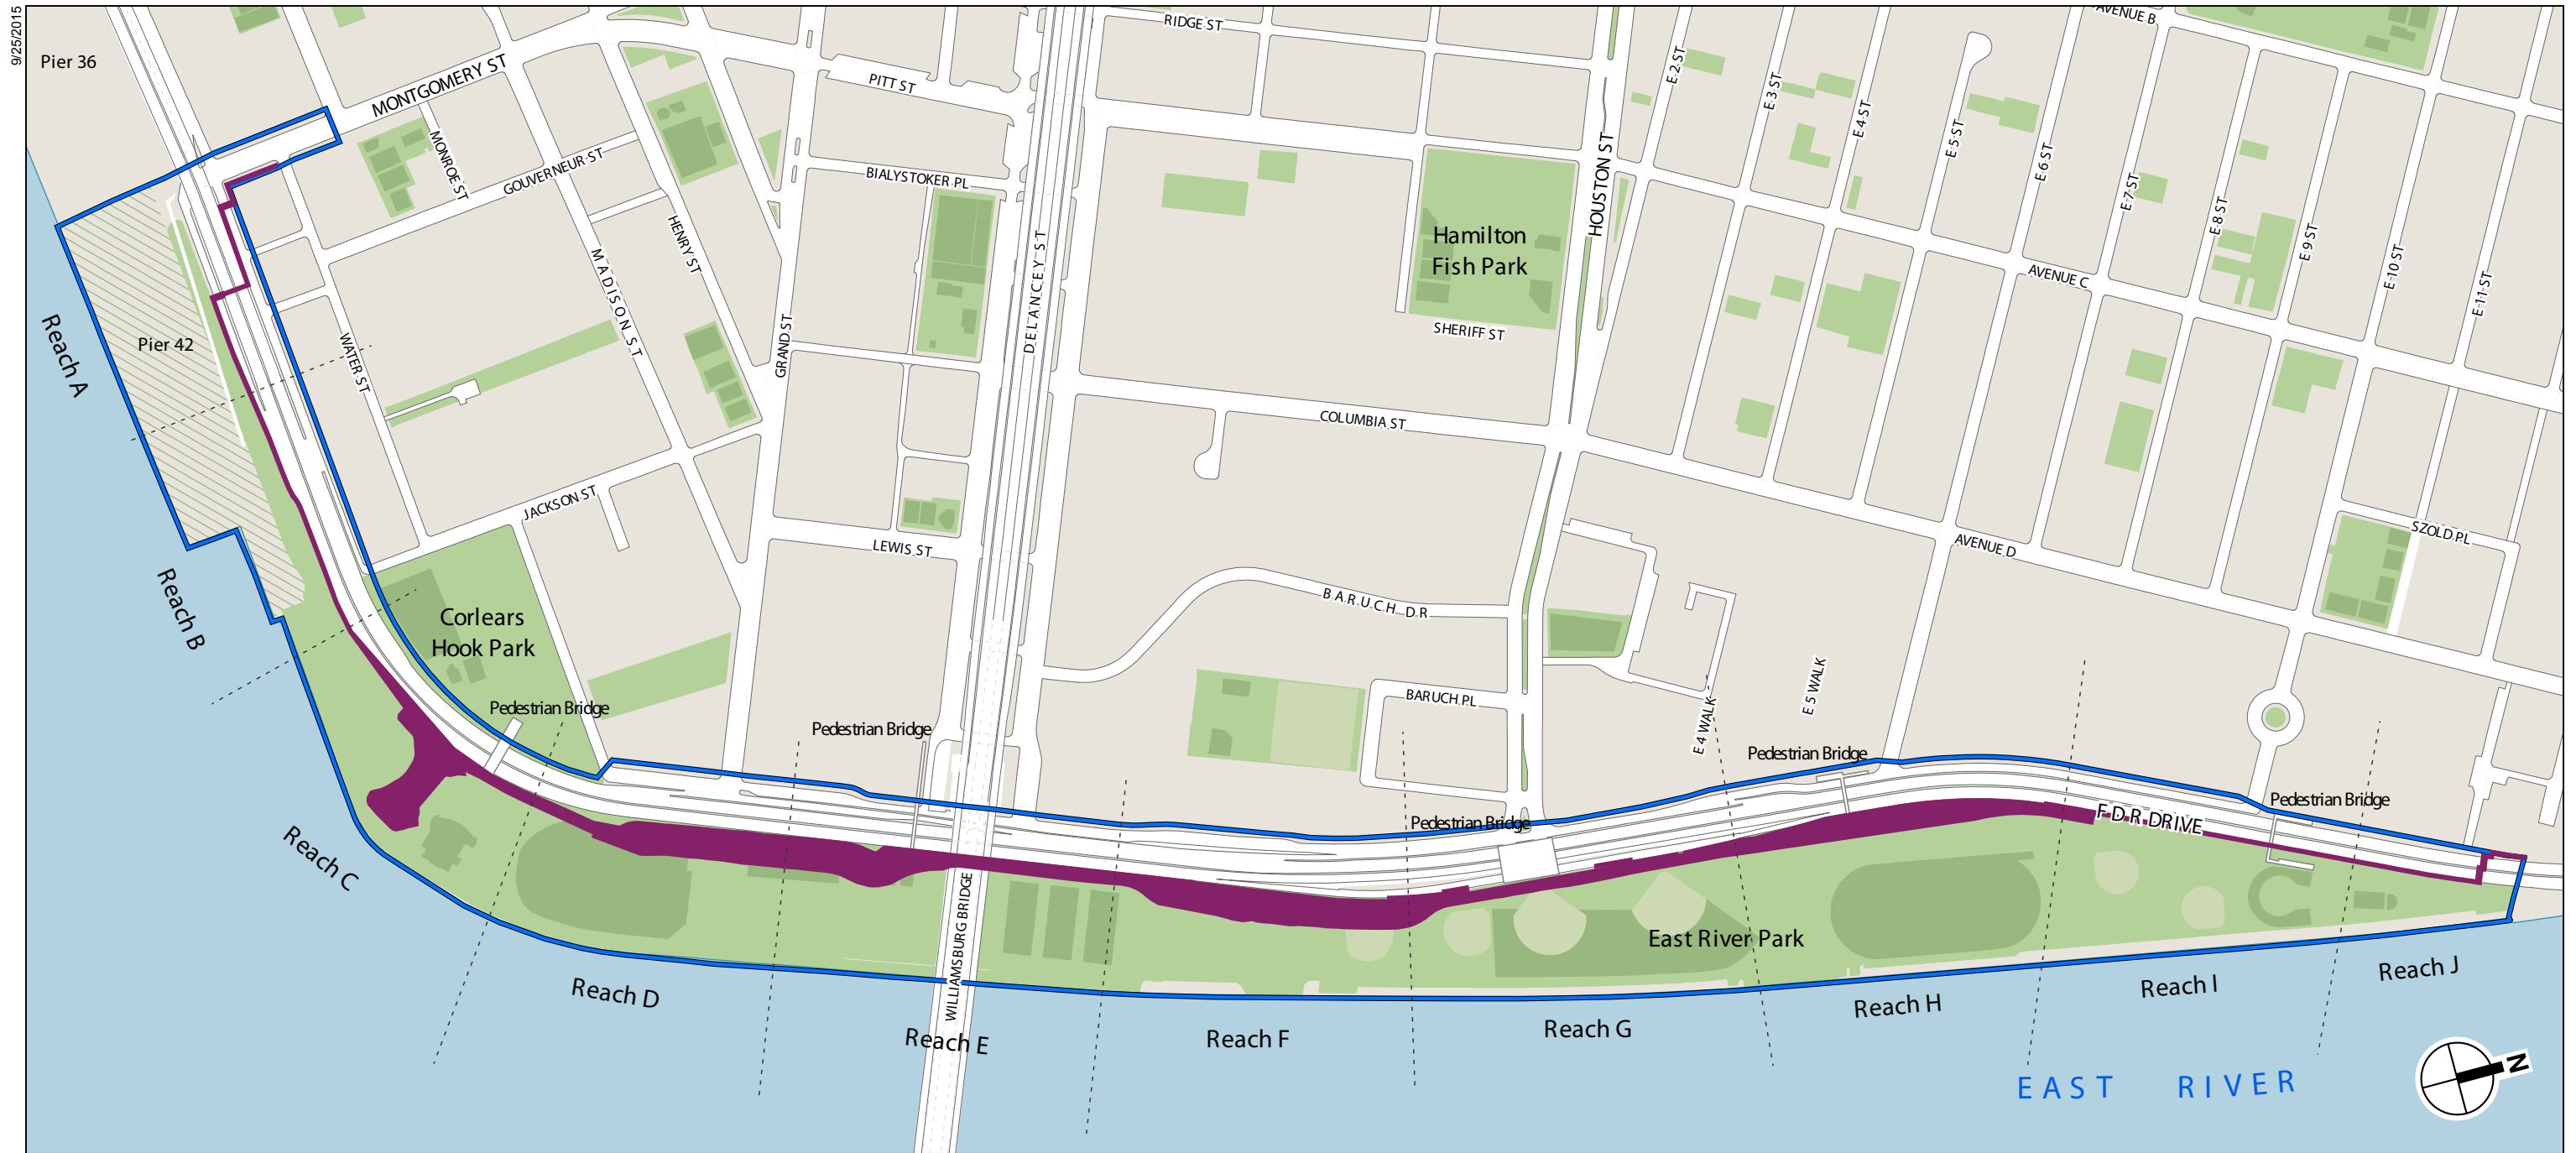 9/25/2015
Pier 36
MONTGOMERY ST
PITT ST
RIDGE ST
AVENUE B
E 2 ST
E 3 ST
E 4 ST
E 5 ST
E 6 ST
E 7 ST
E 8 ST
E 9 ST
E 10 ST
E 11 ST
MONROE ST
GOUVERNEUR ST
BIALYSTOKER PL
HENRY ST
MADISON ST
GRAND ST
DELANCEY ST
HOUSTON ST
Hamilton
Fish Park
SHERIFF ST
AVENUE C
Reach A
Pier 42
WATER ST
COLUMBIA ST
JACKSON ST
LEWIS ST
AVENUE D
SZOLD PL
Reach B
Corlears
Hook Park
BARUCH DR
BARUCH PL
E 4 WALK
E 5 WALK
Pedestrian Bridge
Pedestrian Bridge
Pedestrian Bridge
Pedestrian Bridge
Pedestrian Bridge
F D R DRIVE
Reach C
WILLIAMSBURG BRIDGE
East River Park
Reach D
Reach E
Reach F
Reach G
Reach H
Reach I
Reach J
EAST RIVER
N